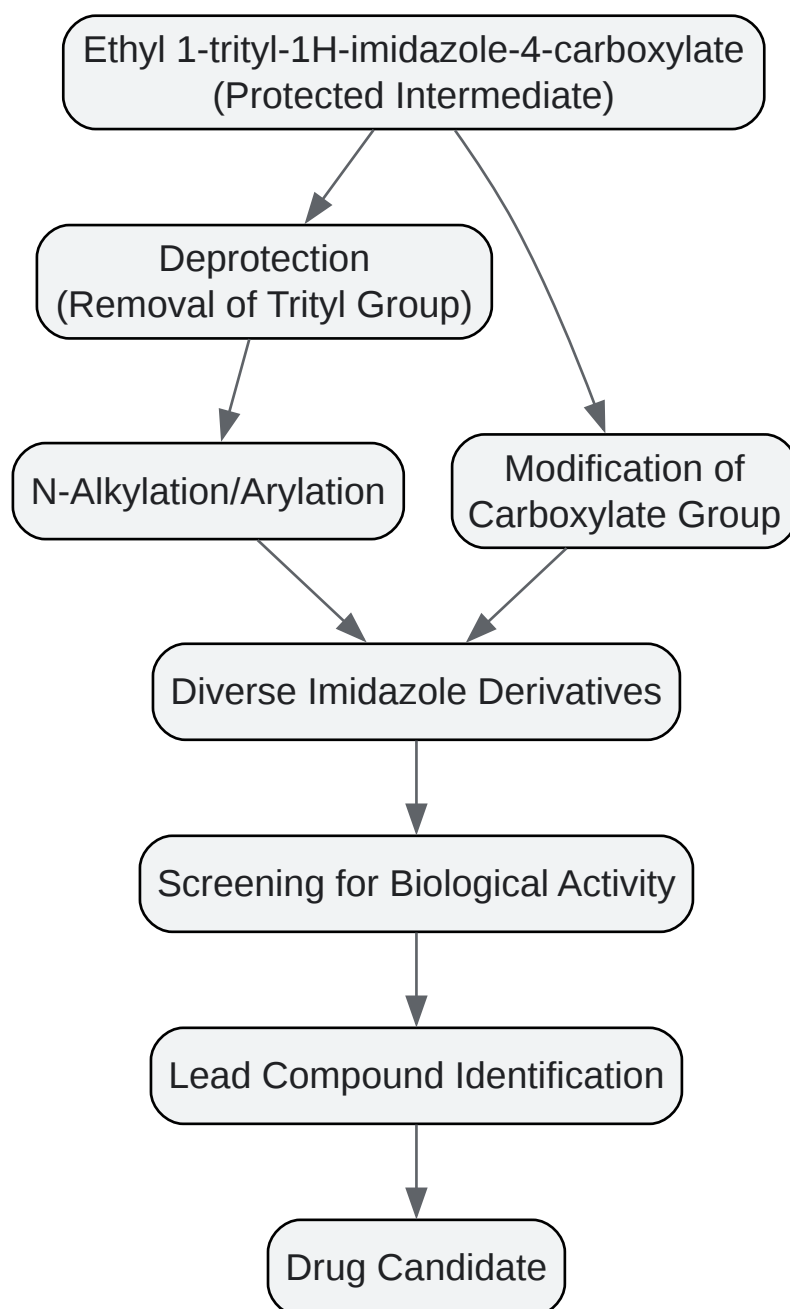 Ethyl 1-trityl-1H-imidazole-4-carboxylate
(Protected Intermediate)
Deprotection
(Removal of Trityl Group)
N-Alkylation/Arylation
Modification of
Carboxylate Group
Diverse Imidazole Derivatives
Screening for Biological Activity
Lead Compound Identification
Drug Candidate